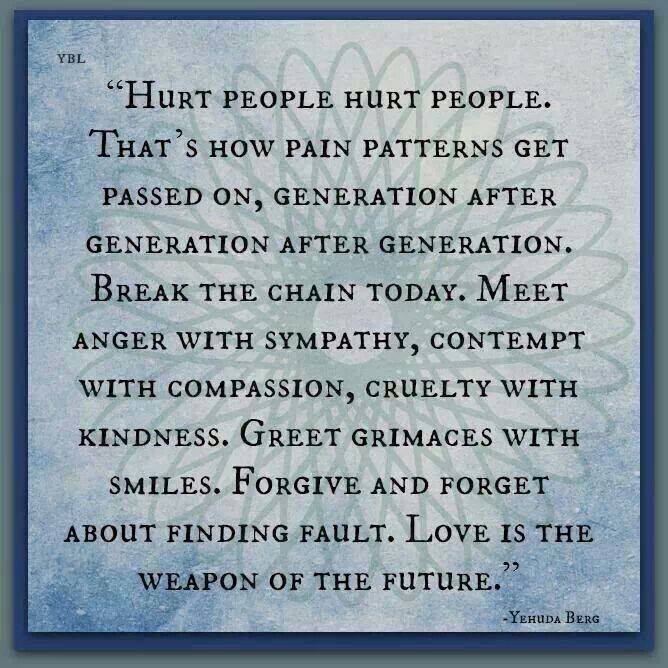 YBL
“Hurt people hurt people.
That’s how pain patterns get
passed on, generation after
generation after generation.
Break the chain today. Meet
anger with sympathy, contempt
with compassion, cruelty with
kindness. Greet grimaces with
smiles. Forgive and forget
about finding fault. Love is the
weapon of the future.”
-Yehuda Berg